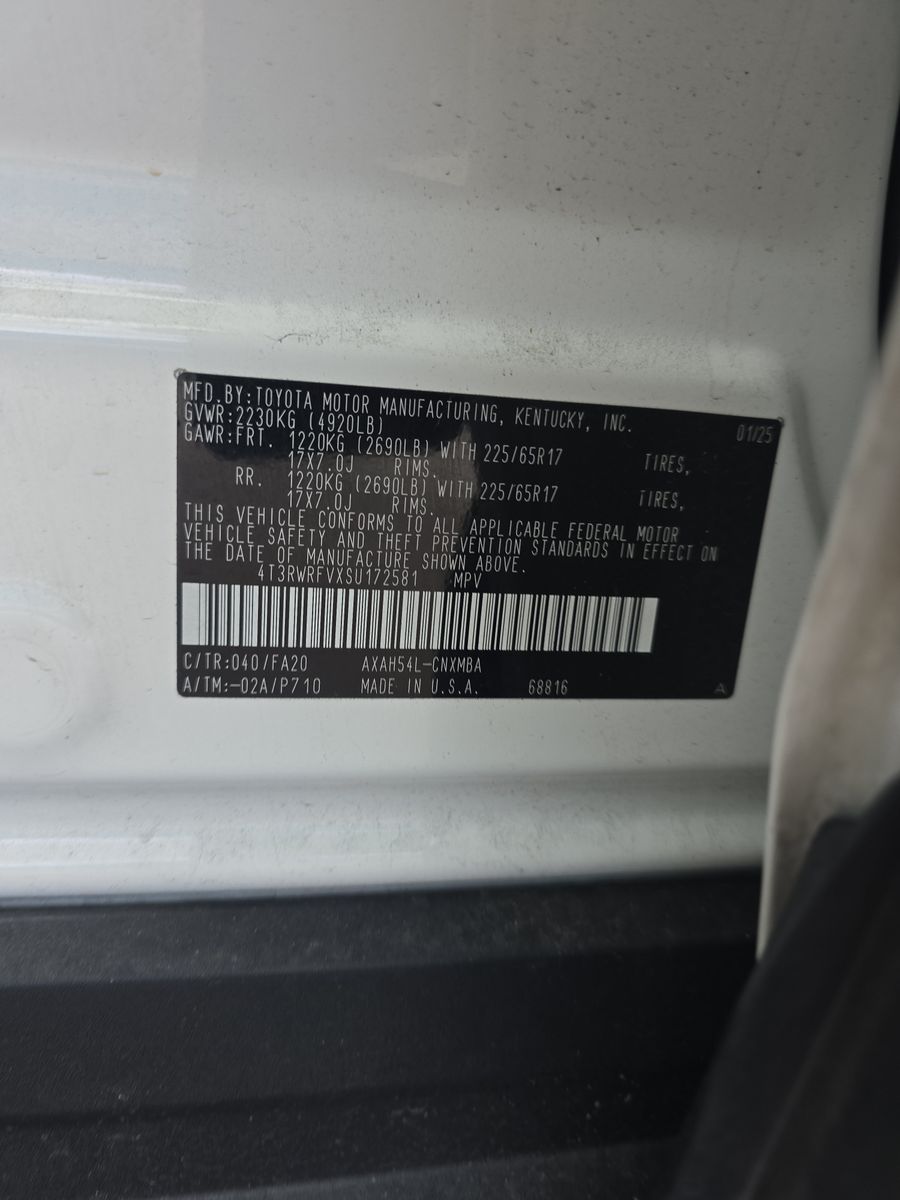 MFD.BY:TOYOTA MOTOR MANUFACTURING, KENTUCKY, INC.
GVWR:2230KG (4920LB) 01/25
GAWR:FRT. 1220KG (2690LB) WITH 225/65R17 TIRES,
17X7.0J RIMS.
RR. 1220KG (2690LB) WITH 225/65R17 TIRES,
17X7.0J RIMS.
THIS VEHICLE CONFORMS TO ALL APPLICABLE FEDERAL MOTOR
VEHICLE SAFETY AND THEFT PREVENTION STANDARDS IN EFFECT ON
THE DATE OF MANUFACTURE SHOWN ABOVE.
4T3RWRFVXSU172581 MPV
C/TR:040/FA20 AXAH54L-CNXMBA
A/TM:-02A/P710 MADE IN U.S.A. 68816 A